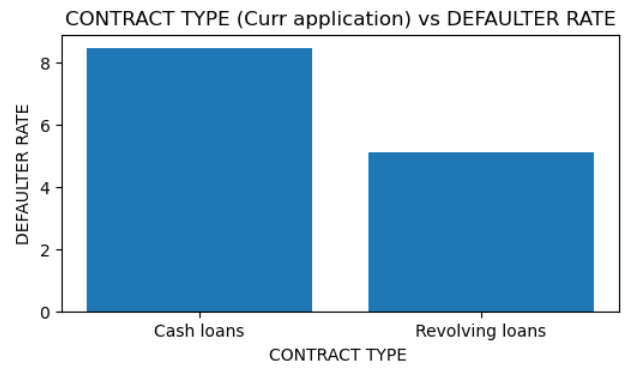 CONTRACT TYPE (Curr application) vs DEFAULTER RATE
DEFAULTER RATE
8
6
4
2
0
Cash loans
Revolving loans
CONTRACT TYPE